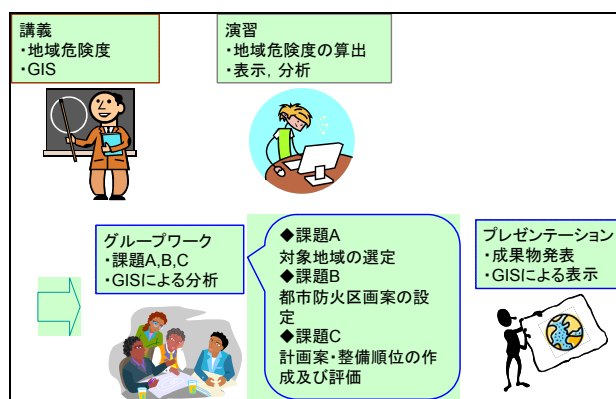 講義
・地域危険度
・GIS
演習
・地域危険度の算出
・表示，分析
グループワーク
・課題A,B,C
・GISによる分析
◆課題A
対象地域の選定
◆課題B
都市防火区画案の設
定
◆課題C
計画案・整備順位の作
成及び評価
プレゼンテーション
・成果物発表
・GISによる表示